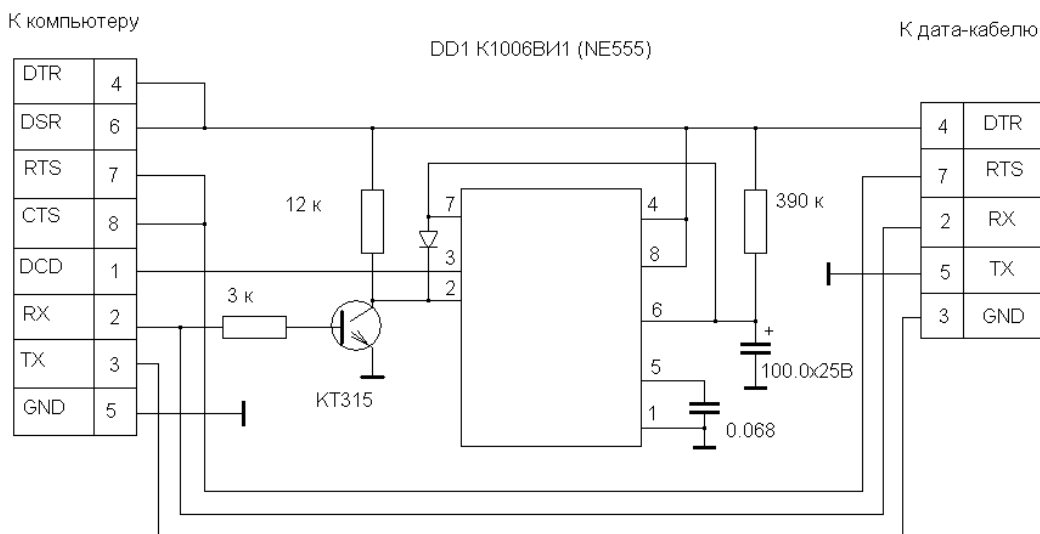 К компьютеру
К дата-кабелю
DD1 К1006ВИ1 (NE555)
DTR 4
DSR 6
RTS 7
CTS 8
DCD 1
RX 2
TX 3
GND 5
12 к
3 к
КТ315
7
3
2
4
8
6
5
1
390 к
+
100.0x25В
0.068
4 DTR
7 RTS
2 RX
5 TX
3 GND